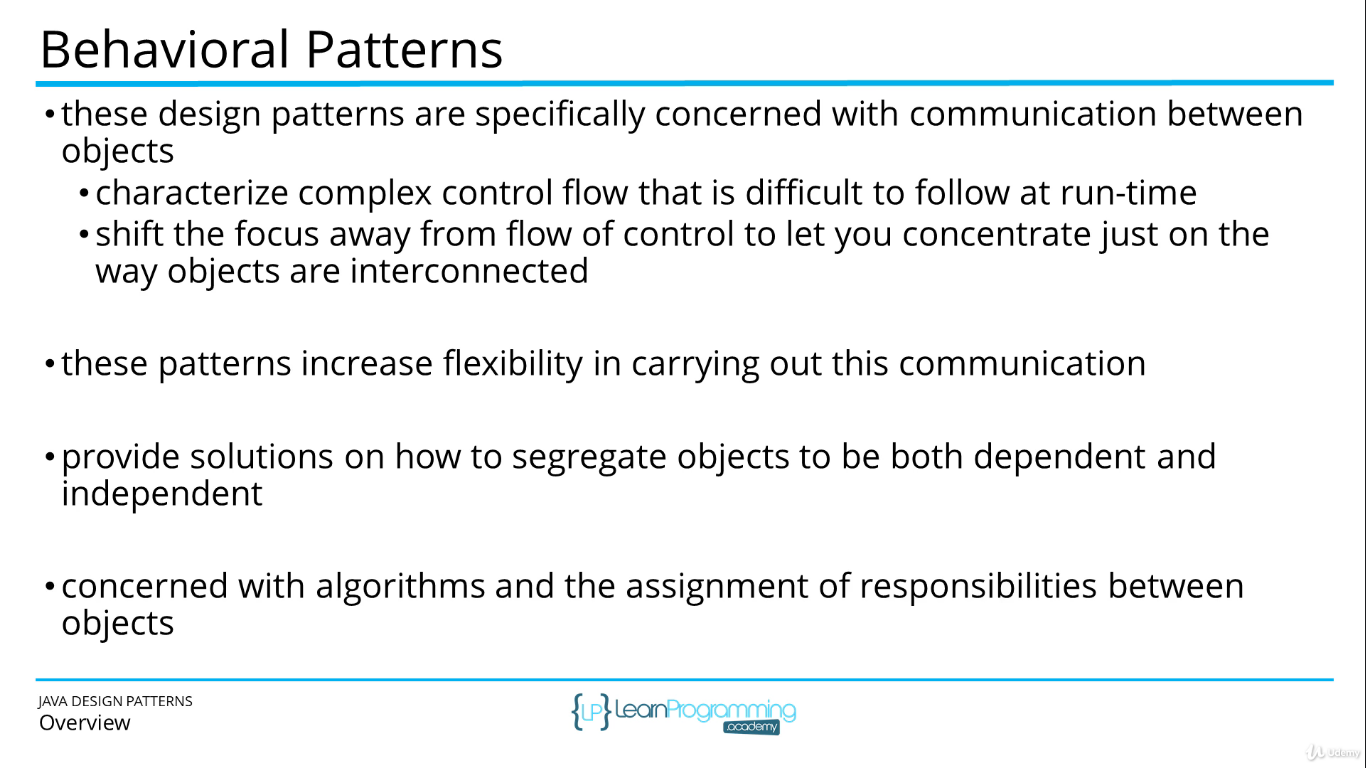 Behavioral Patterns
• these design patterns are specifically concerned with communication between
objects
• characterize complex control flow that is difficult to follow at run-time
• shift the focus away from flow of control to let you concentrate just on the
way objects are interconnected
• these patterns increase flexibility in carrying out this communication
• provide solutions on how to segregate objects to be both dependent and
independent
• concerned with algorithms and the assignment of responsibilities between
objects
JAVA DESIGN PATTERNS
Overview
{LP} LearnProgramming
.academy
Udemy